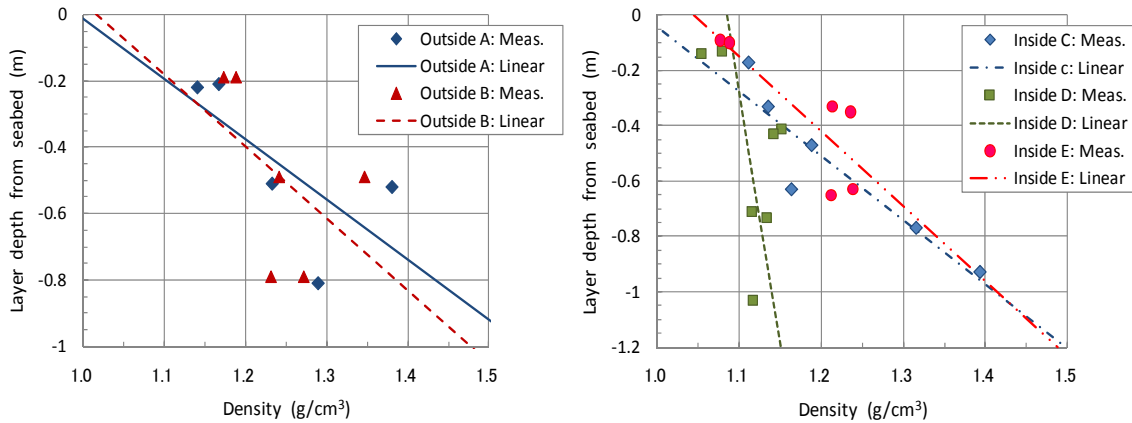 0
-0.2
-0.4
-0.6
-0.8
-1
Layer depth from seabed (m)
1.0 1.1 1.2 1.3 1.4 1.5
Density (g/cm³)
Outside A: Meas.
Outside A: Linear
Outside B: Meas.
Outside B: Linear
0
-0.2
-0.4
-0.6
-0.8
-1
-1.2
Layer depth from seabed (m)
1.0 1.1 1.2 1.3 1.4 1.5
Density (g/cm³)
Inside C: Meas.
Inside c: Linear
Inside D: Meas.
Inside D: Linear
Inside E: Meas.
Inside E: Linear